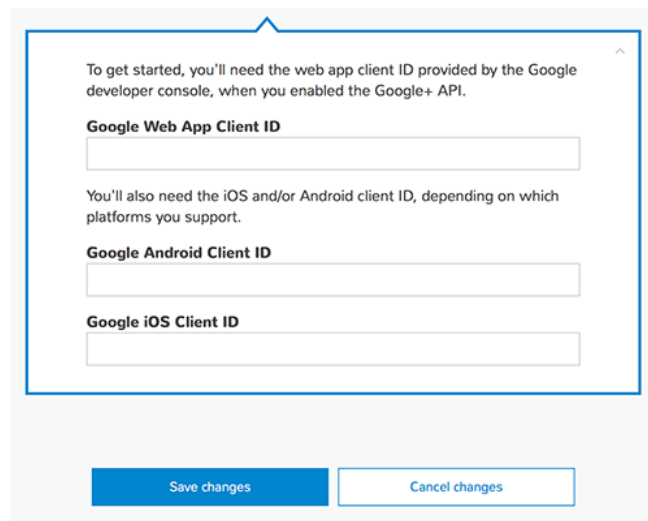 To get started, you'll need the web app client ID provided by the Google
developer console, when you enabled the Google+ API.
Google Web App Client ID
You'll also need the iOS and/or Android client ID, depending on which
platforms you support.
Google Android Client ID
Google iOS Client ID
Save changes
Cancel changes